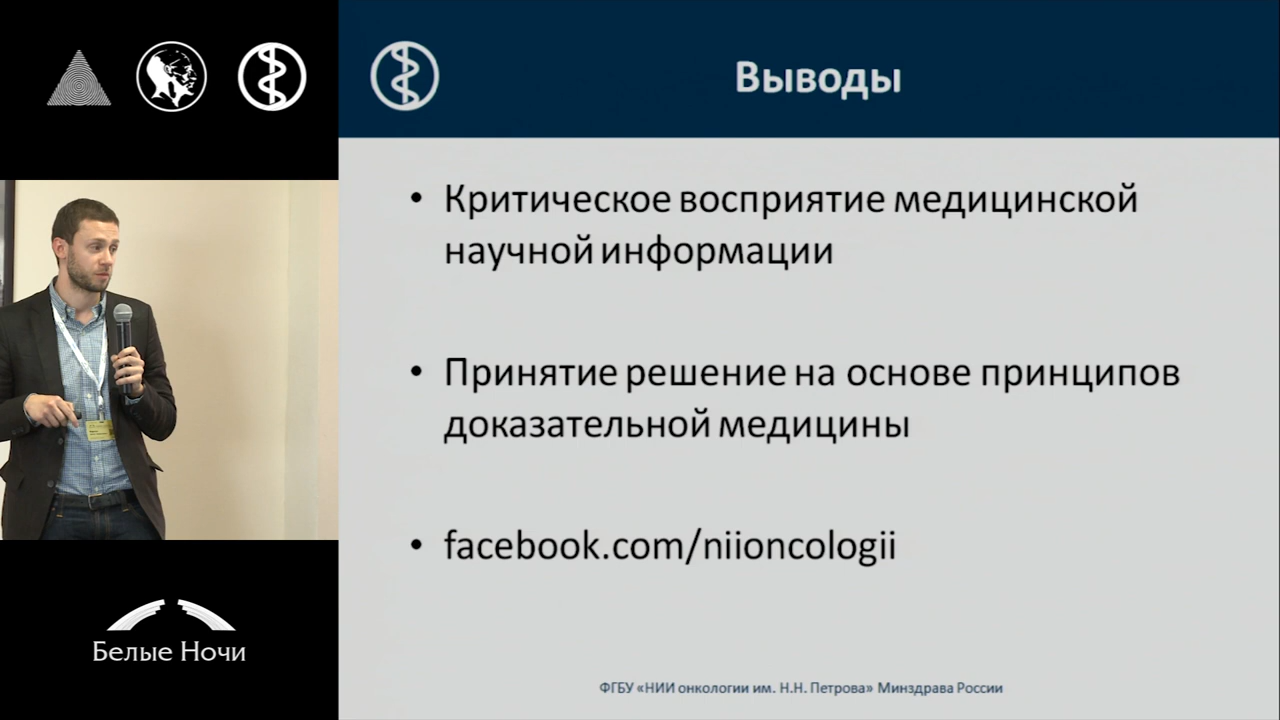 Выводы
• Критическое восприятие медицинской
научной информации
• Принятие решение на основе принципов
доказательной медицины
• facebook.com/niioncologii
ФГБУ «НИИ онкологии им. Н.Н. Петрова» Минздрава России
Белые Ночи